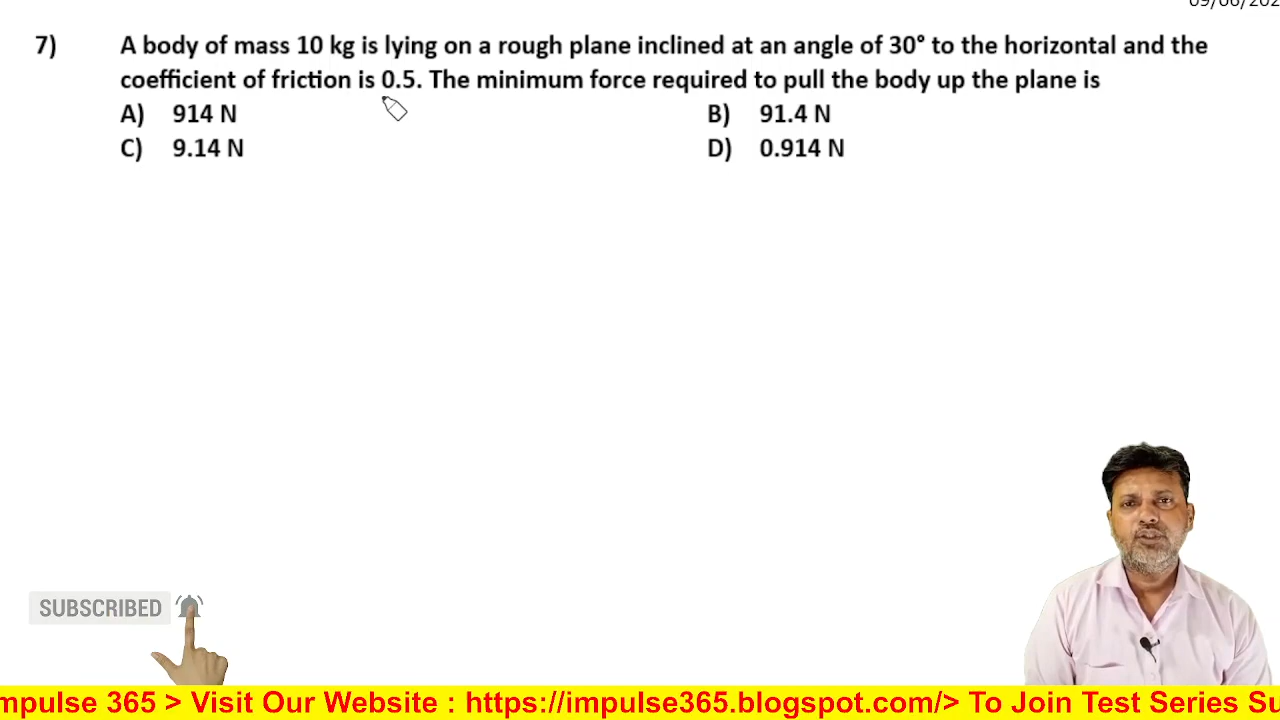 7) A body of mass 10 kg is lying on a rough plane inclined at an angle of 30° to the horizontal and the
coefficient of friction is 0.5. The minimum force required to pull the body up the plane is
A) 914 N B) 91.4 N
C) 9.14 N D) 0.914 N
SUBSCRIBED
mpulse 365 > Visit Our Website : https://impulse365.blogspot.com/> To Join Test Series Su